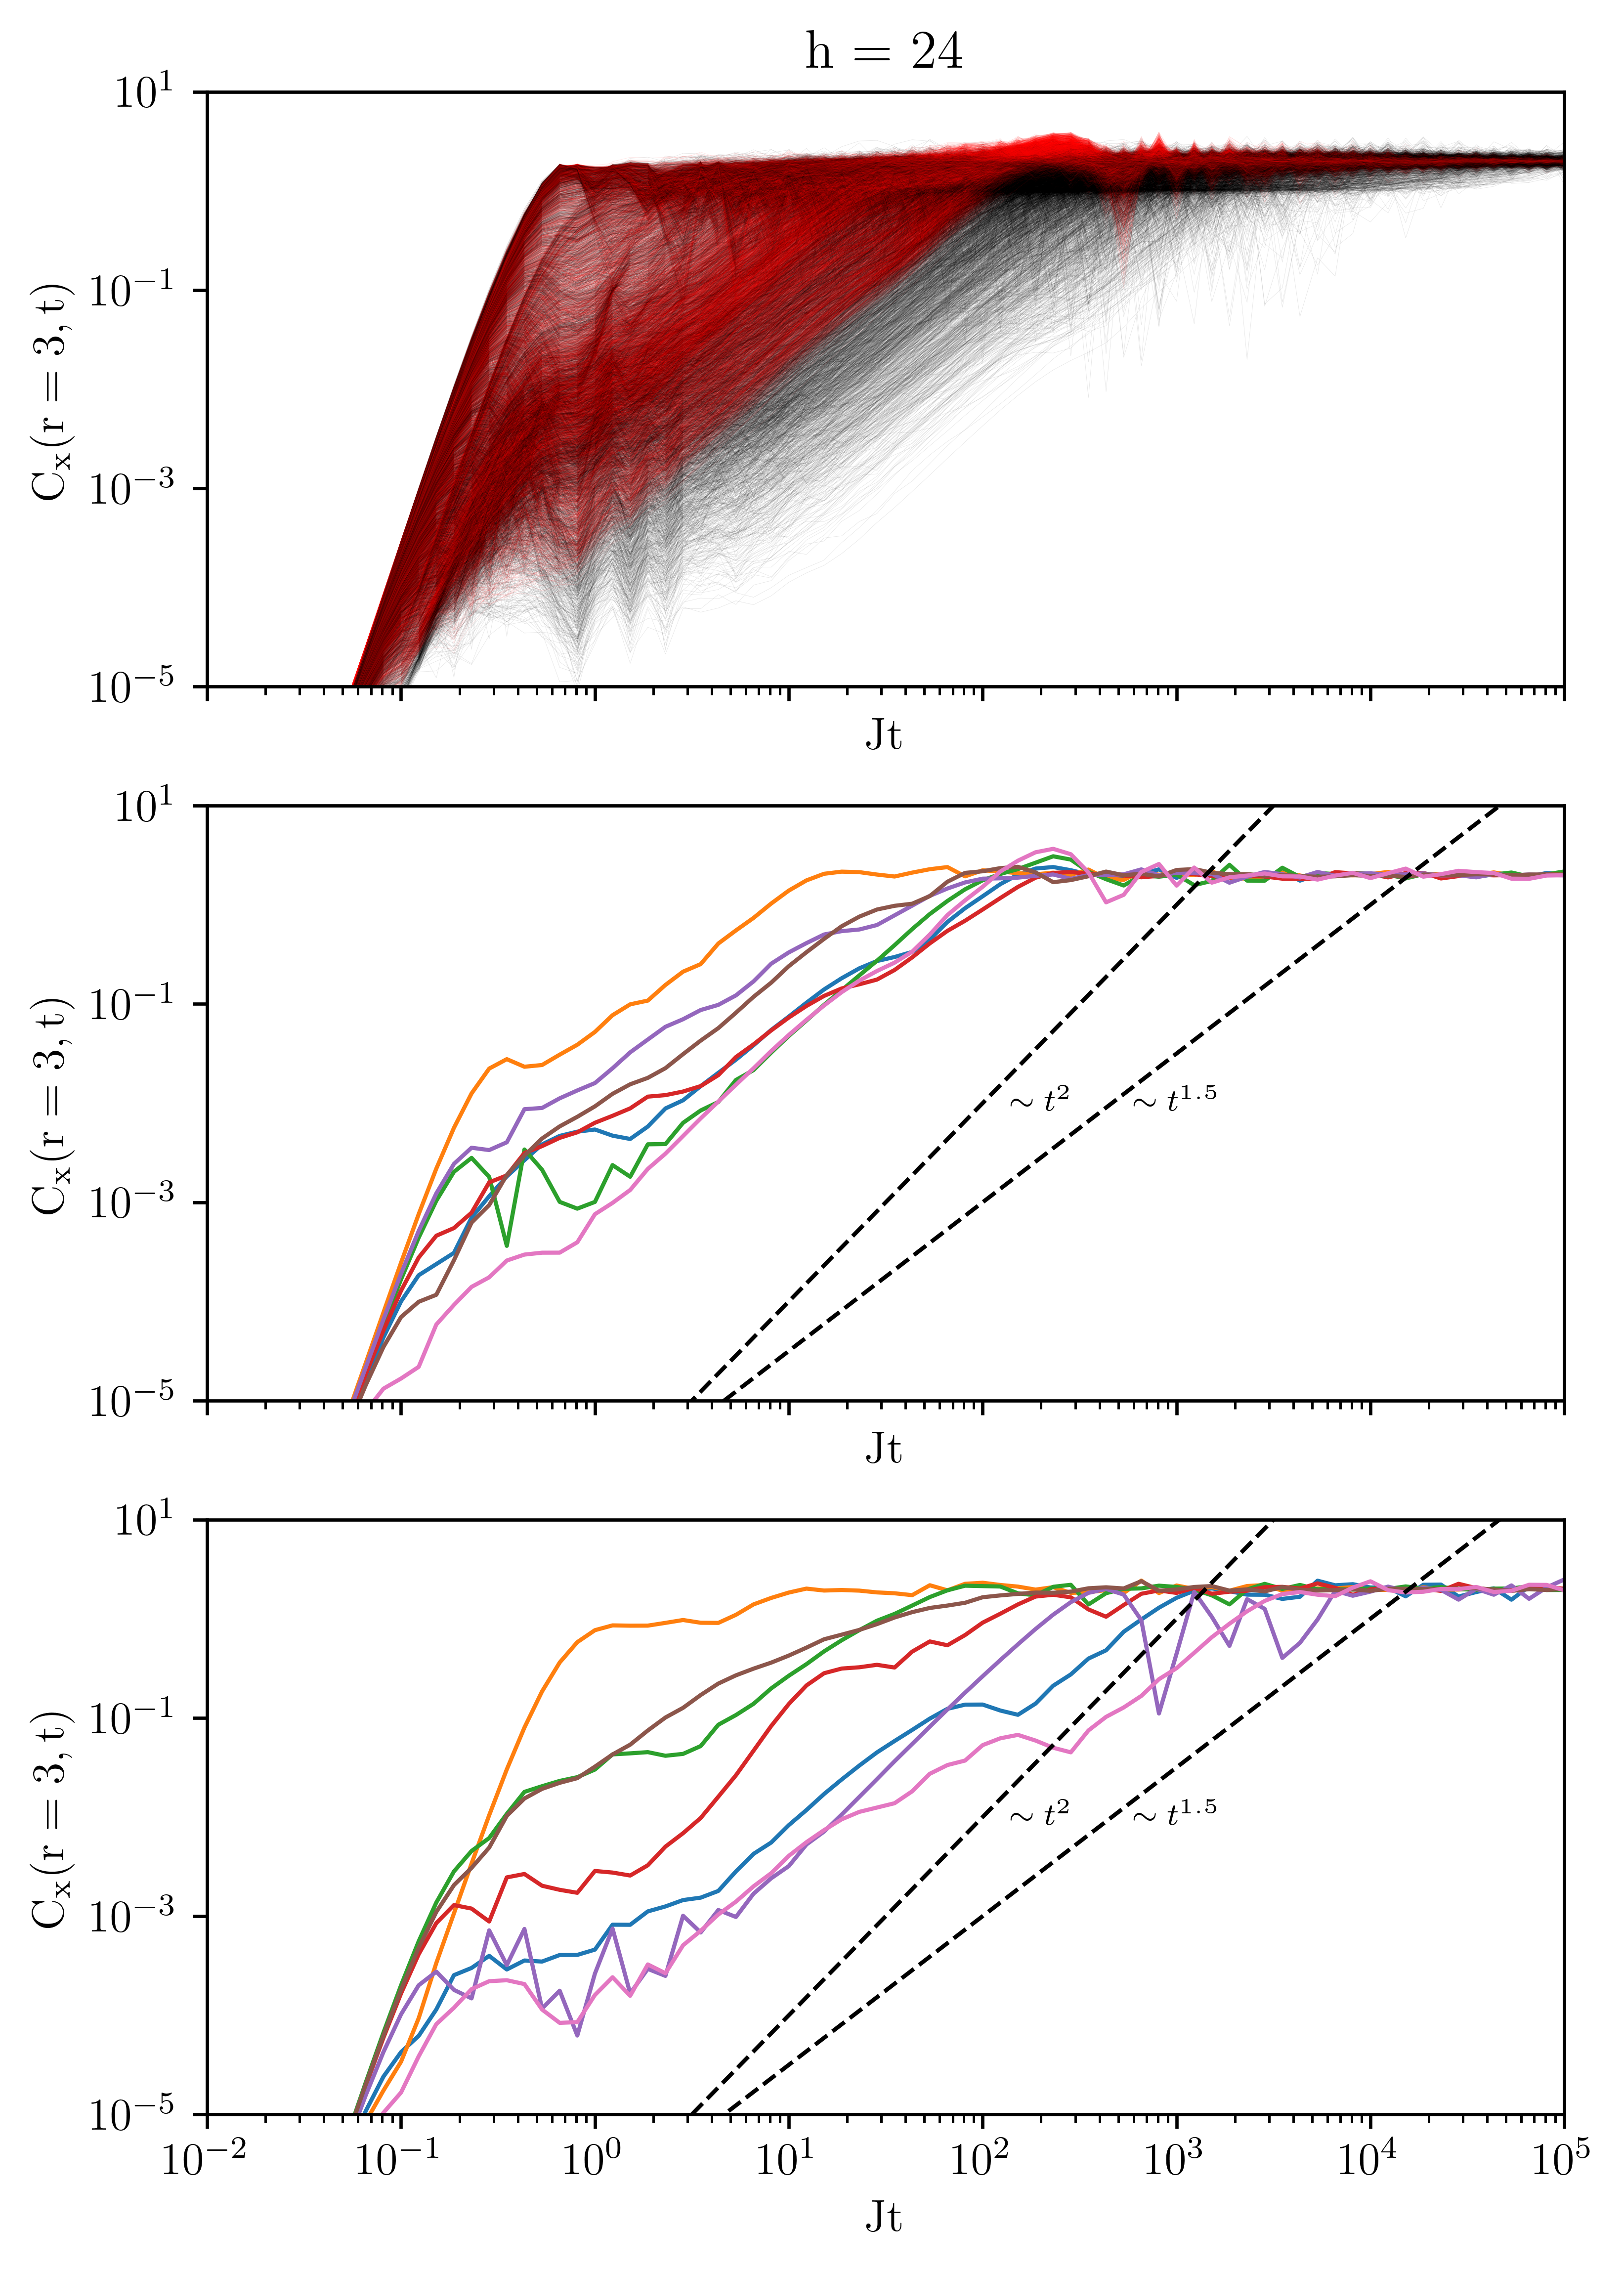 h = 24
10^1
10^-1
10^-3
10^-5
C_x(r = 3, t)
Jt
10^1
10^-1
10^-3
10^-5
C_x(r = 3, t)
~ t^2
~ t^1.5
Jt
10^1
10^-1
10^-3
10^-5
C_x(r = 3, t)
~ t^2
~ t^1.5
10^-2 10^-1 10^0 10^1 10^2 10^3 10^4 10^5
Jt